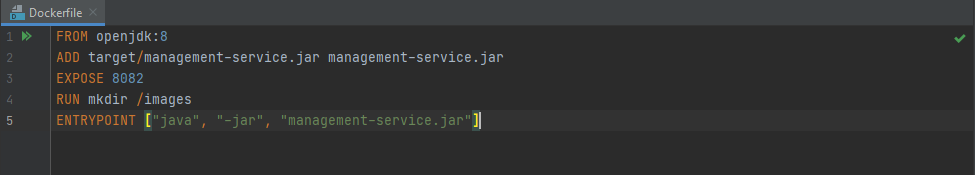 Dockerfile
1 FROM openjdk:8
2 ADD target/management-service.jar management-service.jar
3 EXPOSE 8082
4 RUN mkdir /images
5 ENTRYPOINT ["java", "-jar", "management-service.jar"]